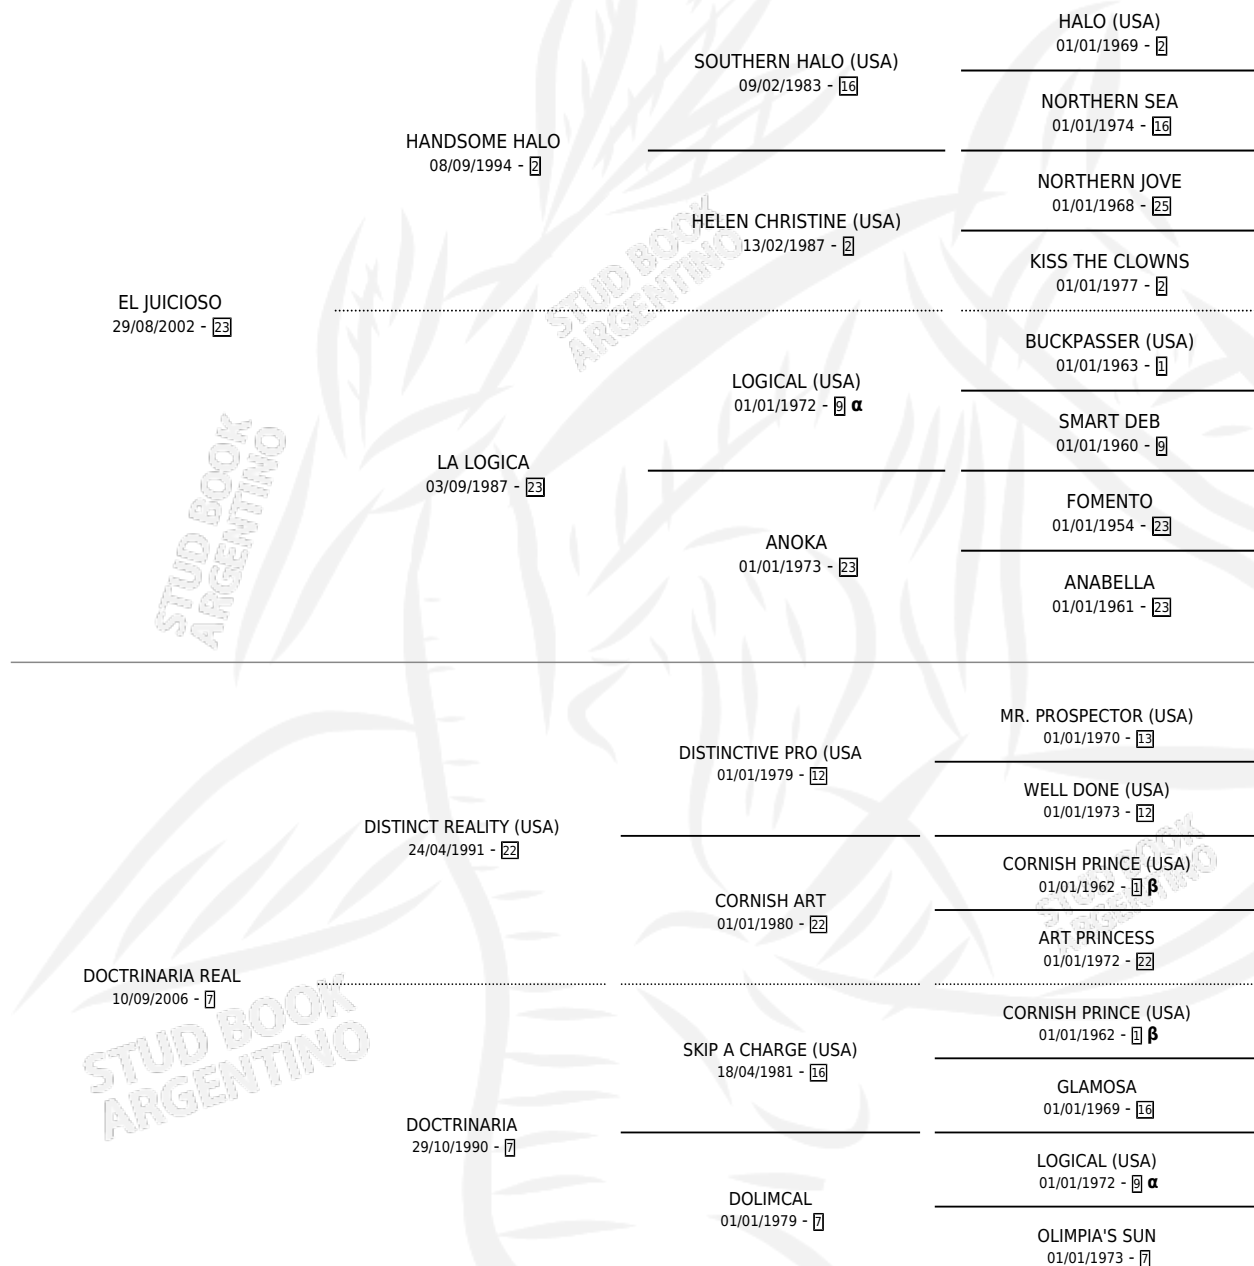 HALO (USA)
01/01/1969 - 2
SOUTHERN HALO (USA)
09/02/1983 - 16
NORTHERN SEA
01/01/1974 - 16
HANDSOME HALO
08/09/1994 - 2
NORTHERN JOVE
01/01/1968 - 25
HELEN CHRISTINE (USA)
13/02/1987 - 2
KISS THE CLOWNS
01/01/1977 - 2
STUD BOOK
ARGENTINO
EL JUICIOSO
29/08/2002 - 23
BUCKPASSER (USA)
01/01/1963 - 1
LOGICAL (USA)
01/01/1972 - 9 α
SMART DEB
01/01/1960 - 9
LA LOGICA
03/09/1987 - 23
FOMENTO
01/01/1954 - 23
ANOKA
01/01/1973 - 23
ANABELLA
01/01/1961 - 23
STUD BOOK
ARGENTINO
MR. PROSPECTOR (USA)
01/01/1970 - 13
DISTINCTIVE PRO (USA
01/01/1979 - 12
WELL DONE (USA)
01/01/1973 - 12
DISTINCT REALITY (USA)
24/04/1991 - 22
CORNISH PRINCE (USA)
01/01/1962 - 1 β
CORNISH ART
01/01/1980 - 22
ART PRINCESS
01/01/1972 - 22
STUD BOOK
ARGENTINO
DOCTRINARIA REAL
10/09/2006 - 7
CORNISH PRINCE (USA)
01/01/1962 - 1 β
SKIP A CHARGE (USA)
18/04/1981 - 16
GLAMOSA
01/01/1969 - 16
DOCTRINARIA
29/10/1990 - 7
LOGICAL (USA)
01/01/1972 - 9 α
DOLIMCAL
01/01/1979 - 7
OLIMPIA'S SUN
01/01/1973 - 7
STUD BOOK
ARGENTINO